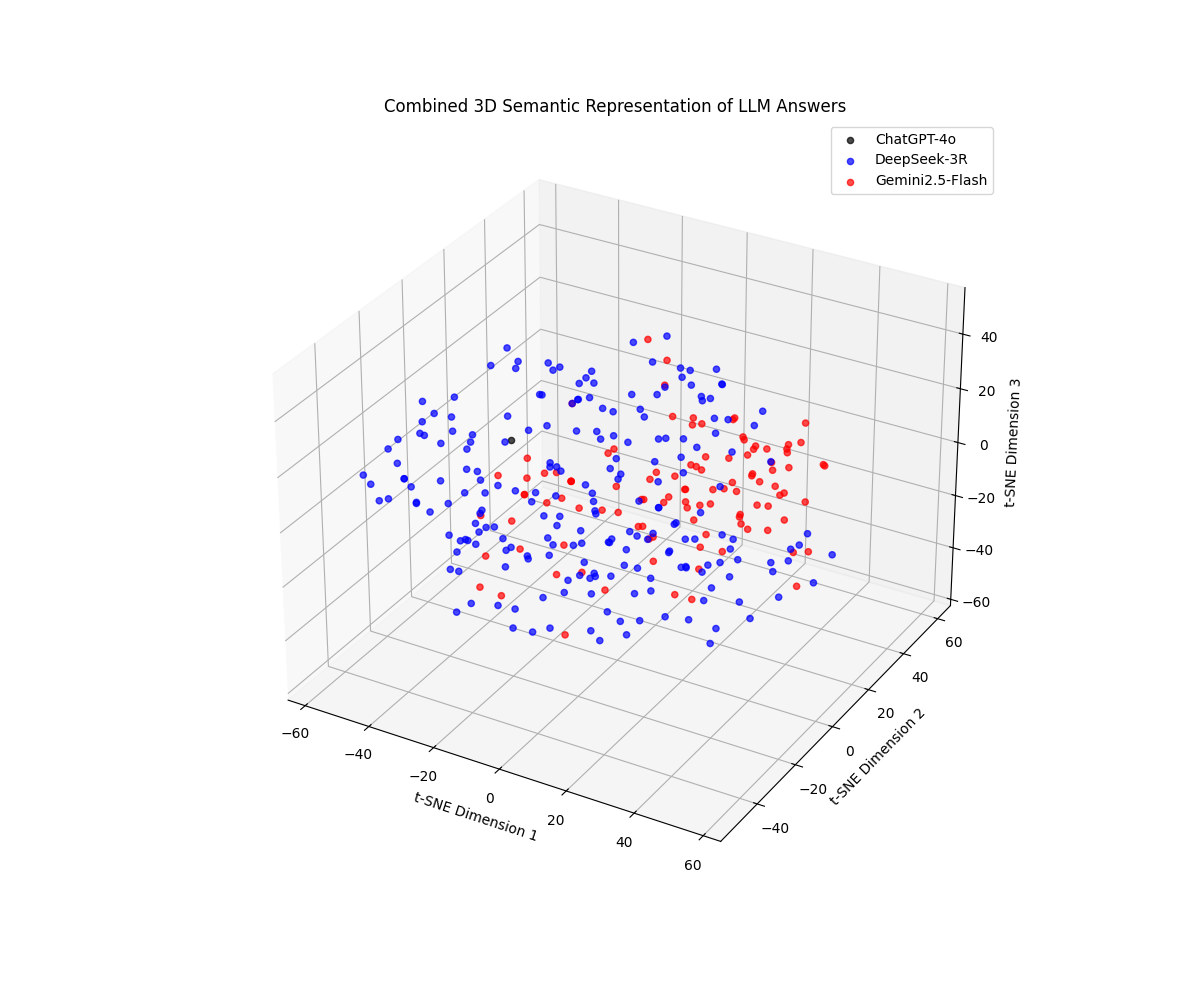 Combined 3D Semantic Representation of LLM Answers
ChatGPT-4o
DeepSeek-3R
Gemini2.5-Flash
40
20
0
−20
−40
−60
t-SNE Dimension 3
60
40
20
0
−20
−40
t-SNE Dimension 2
−60
−40
−20
0
20
40
60
t-SNE Dimension 1